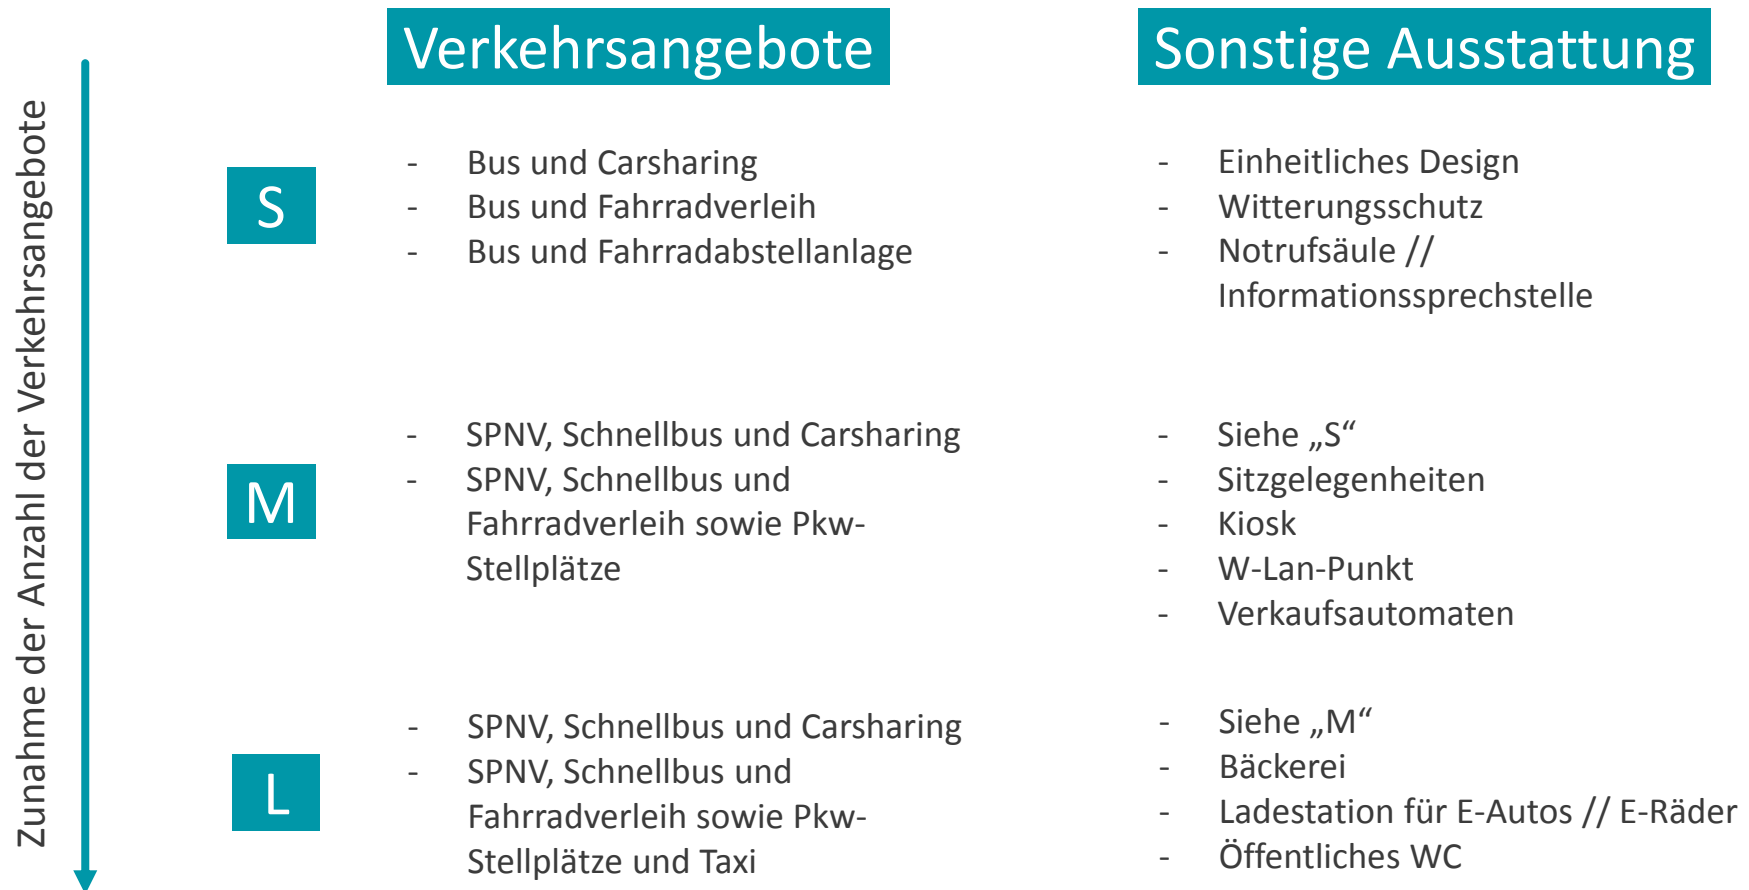 Zunahme der Anzahl der Verkehrsangebote
Verkehrsangebote
Sonstige Ausstattung
S
- Bus und Carsharing
- Bus und Fahrradverleih
- Bus und Fahrradabstellanlage
- Einheitliches Design
- Witterungsschutz
- Notrufsäule //
Informationssprechstelle
M
- SPNV, Schnellbus und Carsharing
- SPNV, Schnellbus und
Fahrradverleih sowie Pkw-
Stellplätze
- Siehe „S“
- Sitzgelegenheiten
- Kiosk
- W-Lan-Punkt
- Verkaufsautomaten
L
- SPNV, Schnellbus und Carsharing
- SPNV, Schnellbus und
Fahrradverleih sowie Pkw-
Stellplätze und Taxi
- Siehe „M“
- Bäckerei
- Ladestation für E-Autos // E-Räder
- Öffentliches WC